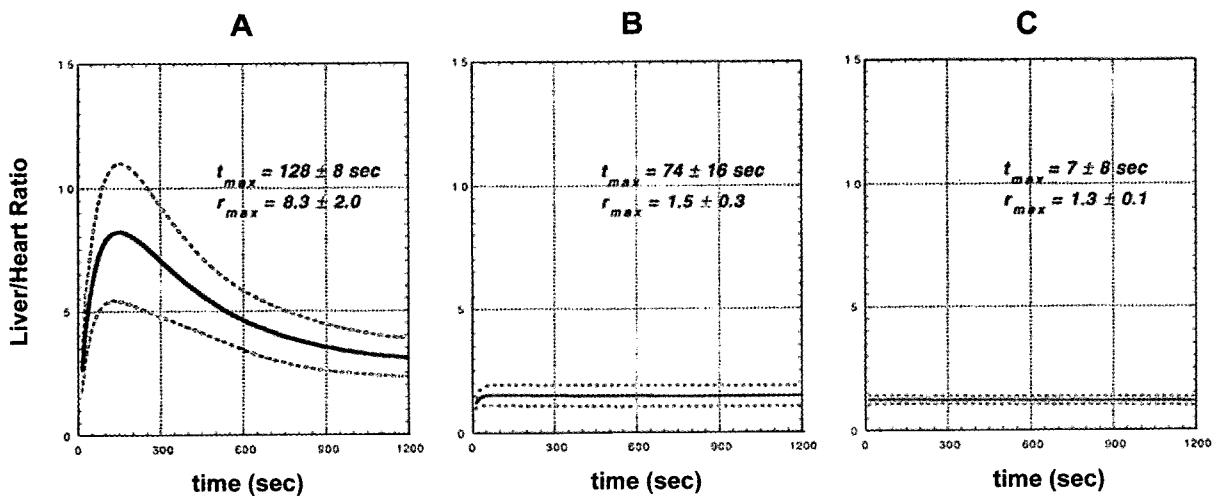 A
B
C
Liver/Heart Ratio
15
10
5
0
t max = 128 ± 8 sec
r max = 8.3 ± 2.0
0 300 600 900 1200
time (sec)
15
10
5
0
t max = 74 ± 16 sec
r max = 1.5 ± 0.3
0 300 600 900 1200
time (sec)
15
10
5
0
t max = 7 ± 8 sec
r max = 1.3 ± 0.1
0 300 600 900 1200
time (sec)